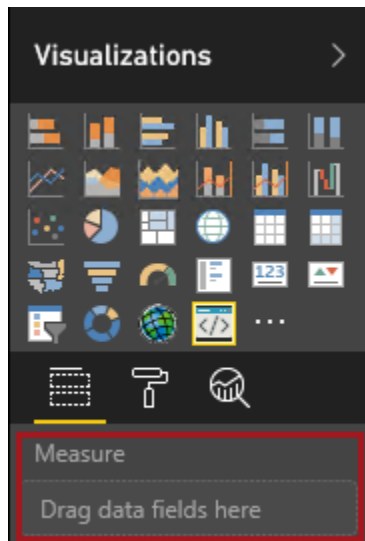 Visualizations
123
</>
Measure
Drag data fields here